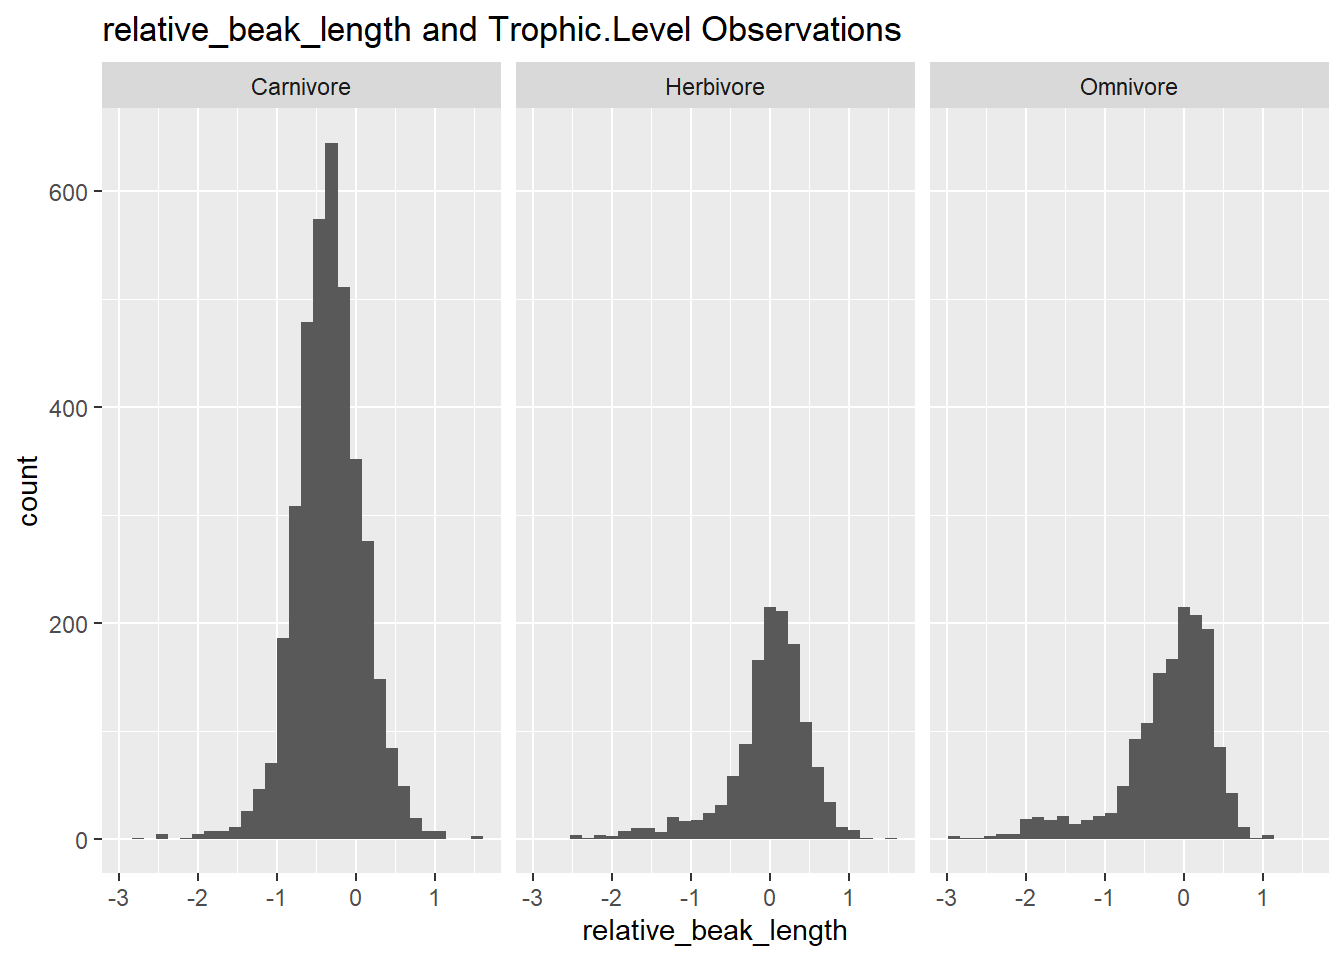 relative_beak_length and Trophic.Level Observations
Carnivore Herbivore Omnivore
600
400
200
0
count
-3 -2 -1 0 1 -3 -2 -1 0 1 -3 -2 -1 0 1
relative_beak_length